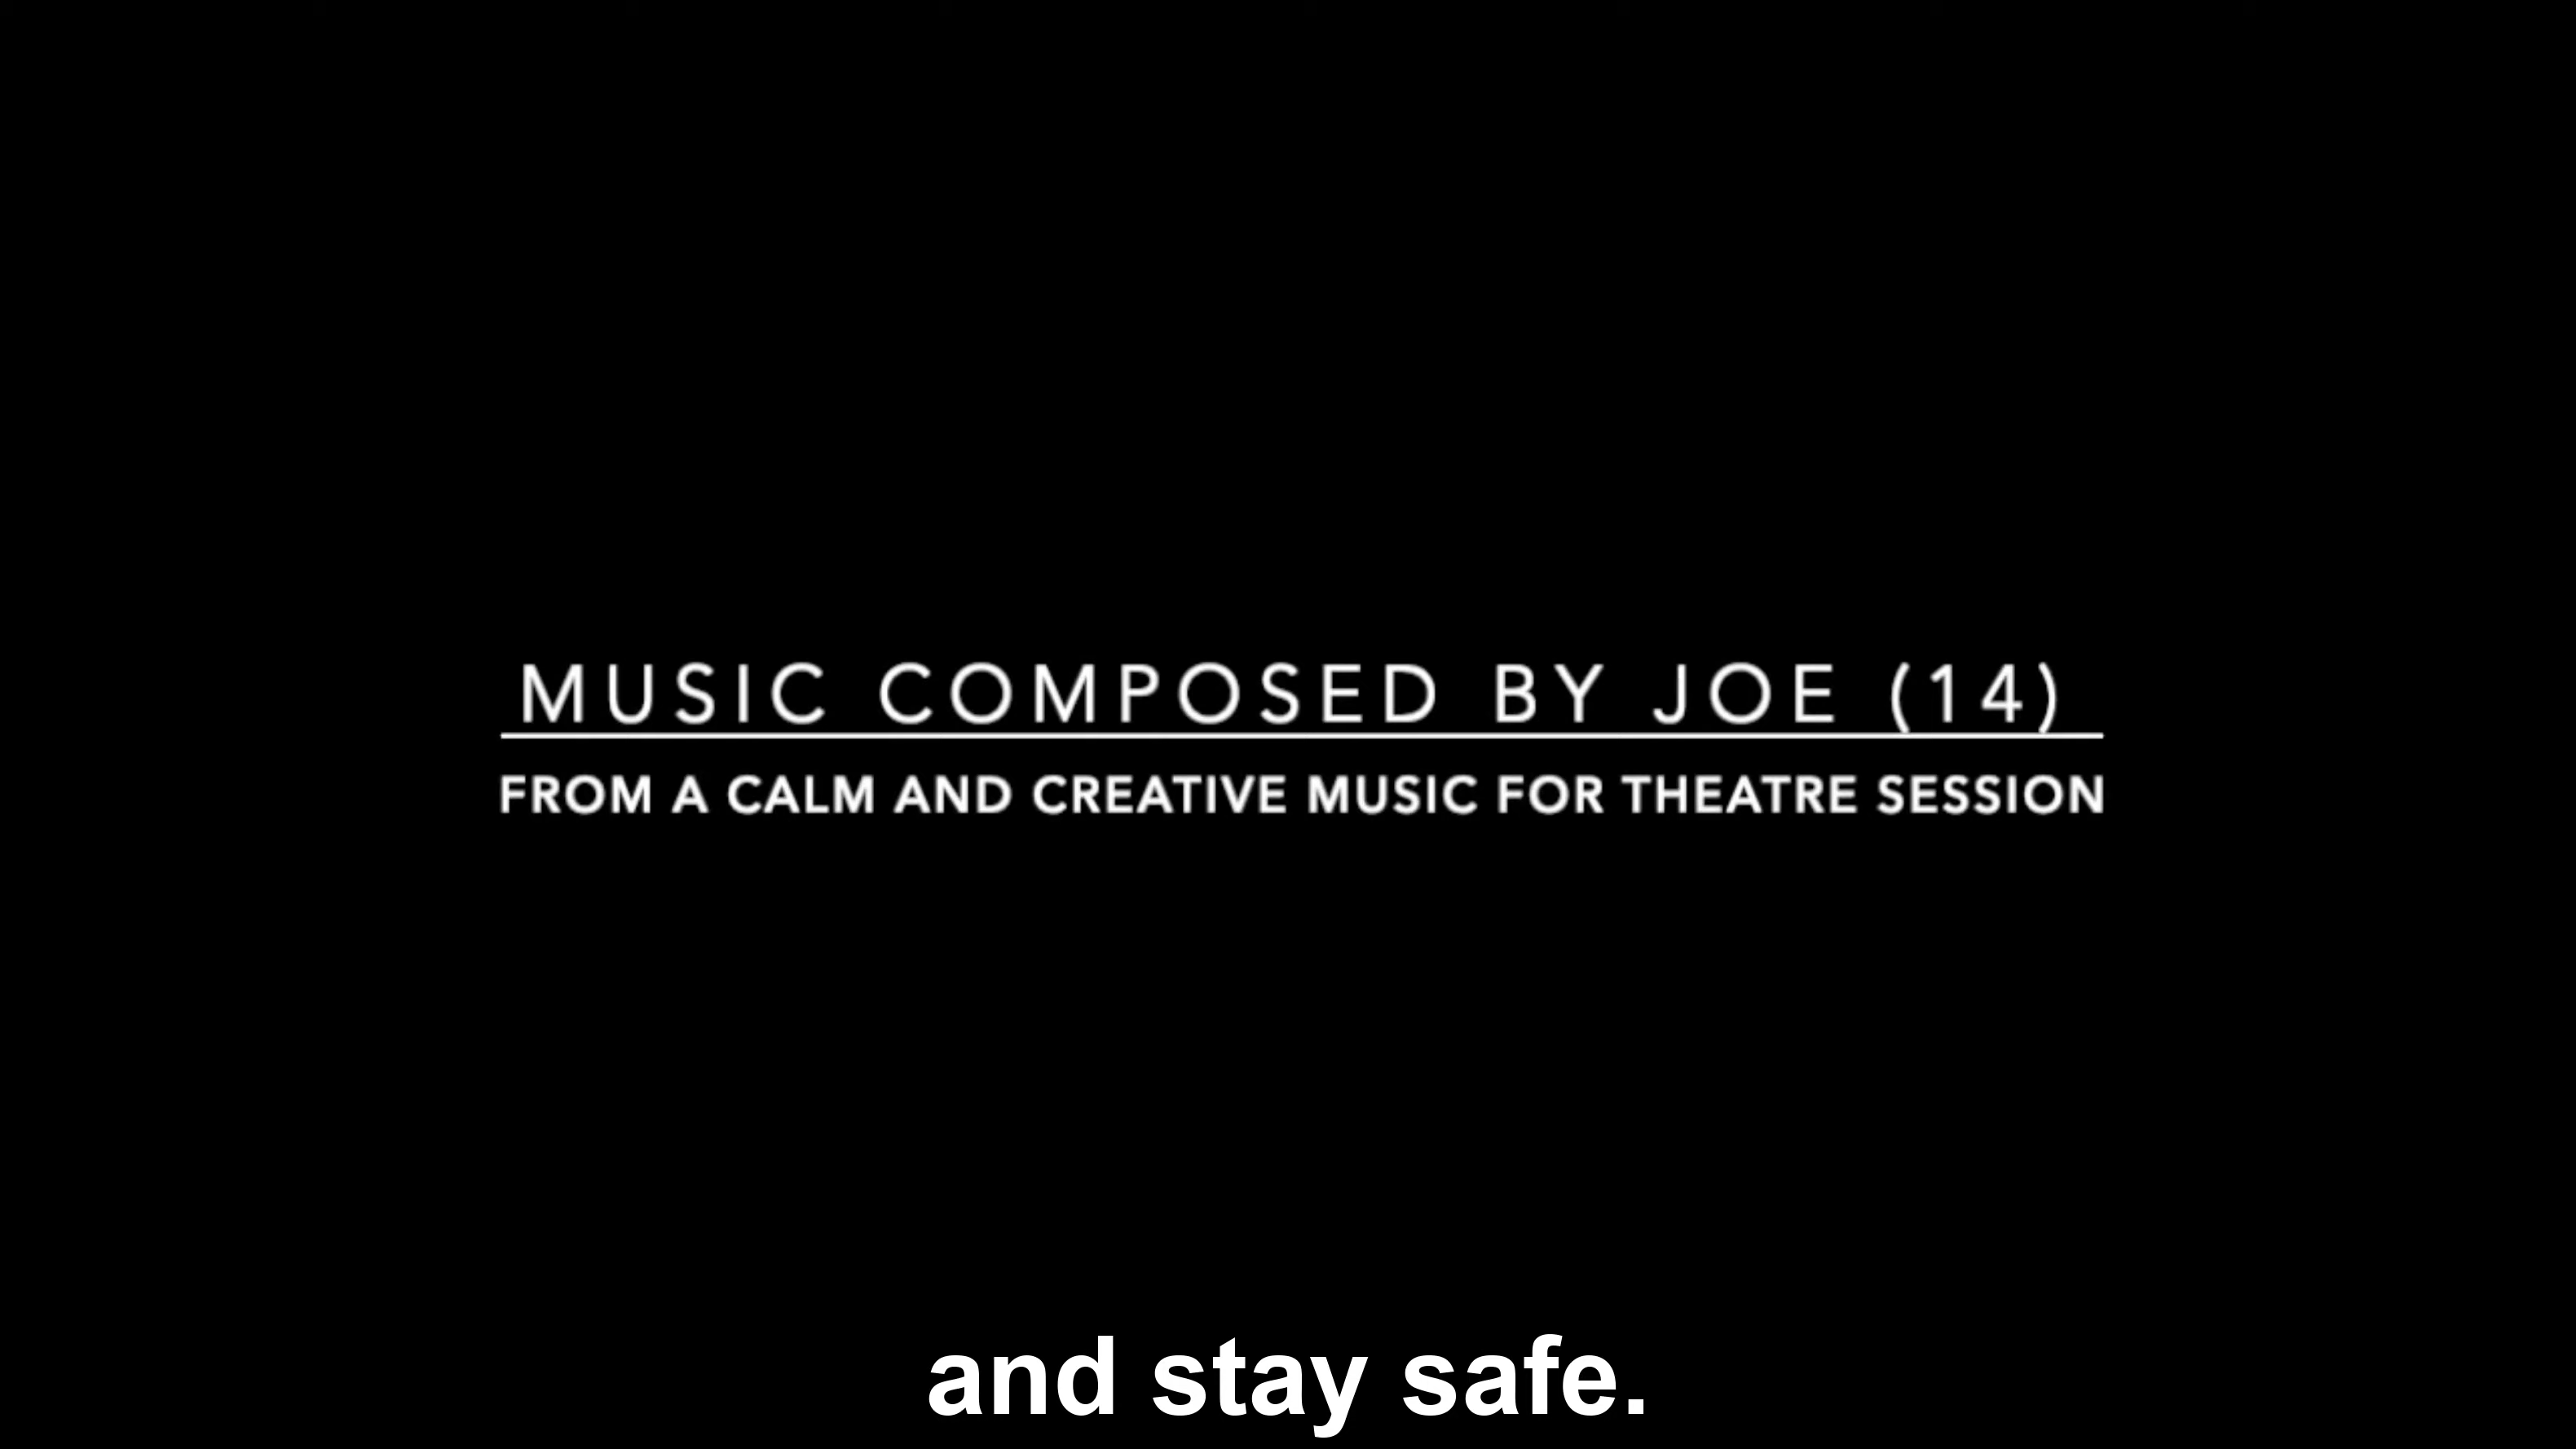 MUSIC COMPOSED BY JOE (14)
FROM A CALM AND CREATIVE MUSIC FOR THEATRE SESSION
and stay safe.